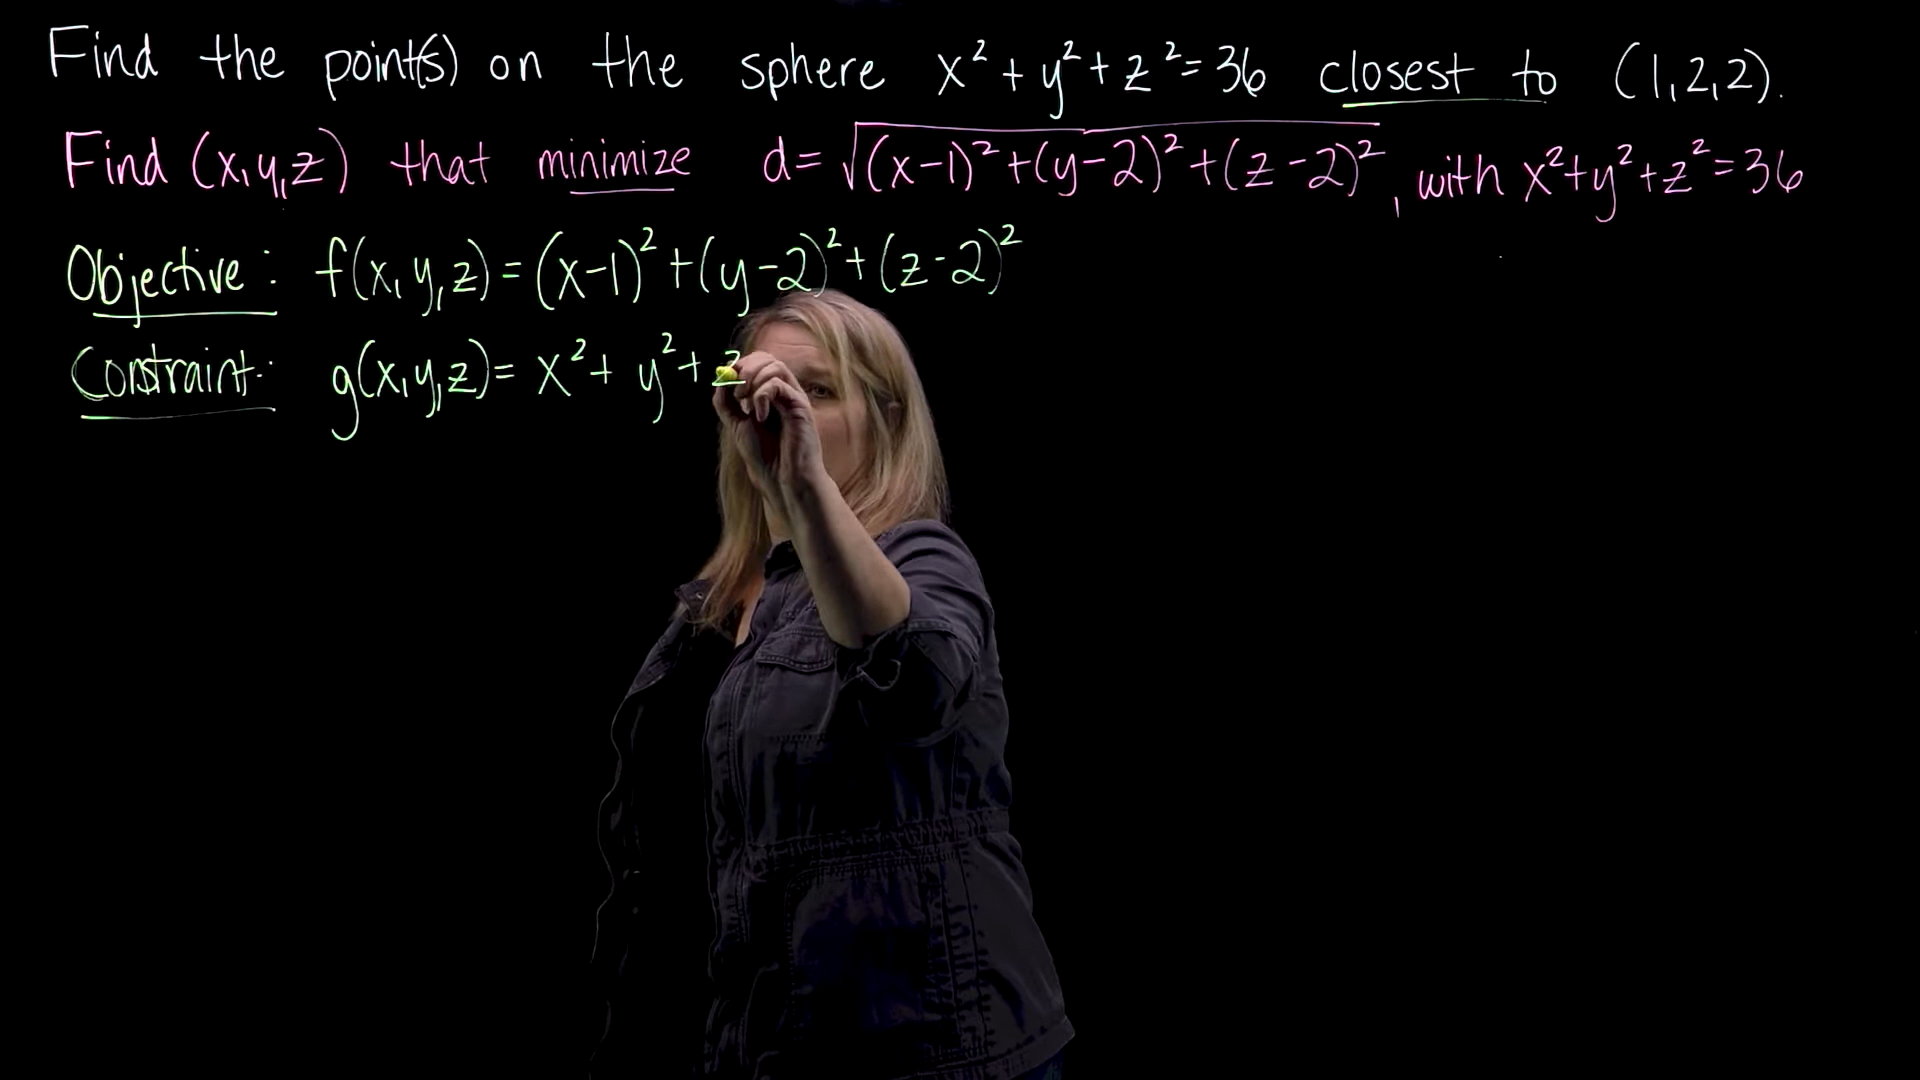 Find the point(s) on the sphere x² + y² + z² = 36 closest to (1,2,2).
Find (x,y,z) that minimize d = √(x-1)² + (y-2)² + (z-2)², with x² + y² + z² = 36
Objective: f(x,y,z) = (x-1)² + (y-2)² + (z-2)²
Constraint: g(x,y,z) = x² + y² + z